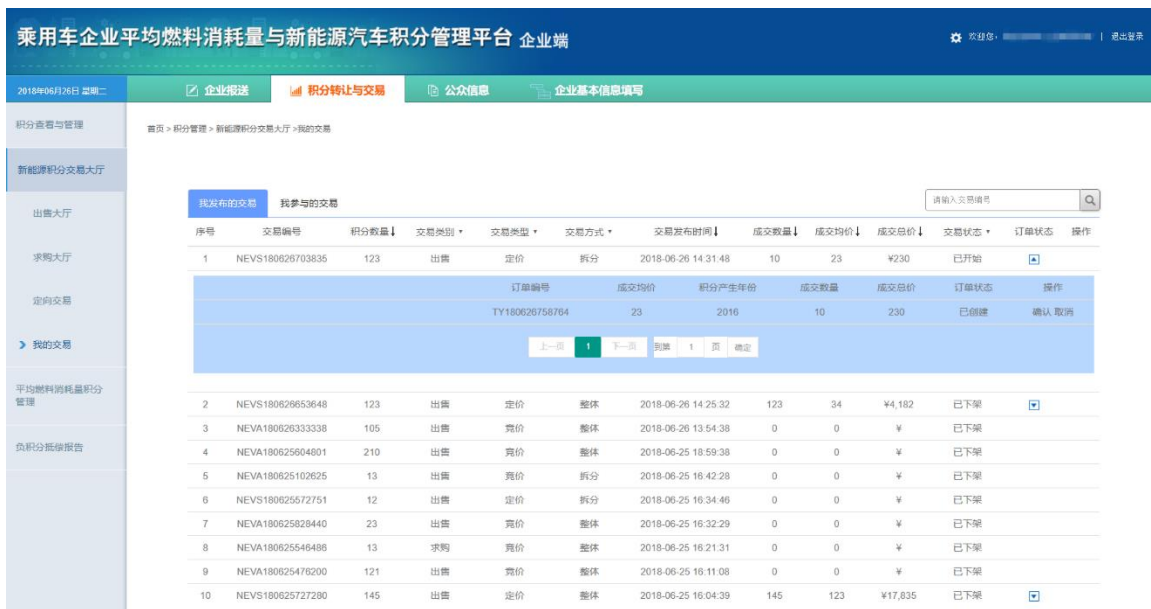 乘用车企业平均燃料消耗量与新能源汽车积分管理平台 企业端
欢迎您, | 退出登录
2018年06月26日 星期二 企业报送 积分转让与交易 公众信息 企业基本信息填写
积分查看与管理
首页 > 积分管理 > 新能源积分交易大厅 >我的交易
新能源积分交易大厅
出售大厅
求购大厅
定向交易
我的交易
平均燃料消耗量积分
管理
负积分抵偿报告
我发布的交易 我参与的交易 请输入交易编号
序号 交易编号 积分数量 交易类别 交易类型 交易方式 交易发布时间 成交数量 成交均价 成交总价 交易状态 订单状态 操作
1 NEVS180626703835 123 出售 定价 拆分 2018-06-26 14:31:48 10 23 ¥230 已开始
订单编号 成交均价 积分产生年份 成交数量 成交总价 订单状态 操作
TY180626758764 23 2016 10 230 已创建 确认 取消
上一页 1 下一页 到第 1 页 确定
2 NEVS180626653648 123 出售 定价 整体 2018-06-26 14:25:32 123 34 ¥4,182 已下架
3 NEVA180626333338 105 出售 竞价 整体 2018-06-26 13:54:38 0 0 ¥ 已下架
4 NEVA180625604801 210 出售 竞价 整体 2018-06-25 18:59:38 0 0 ¥ 已下架
5 NEVA180625102625 13 出售 竞价 拆分 2018-06-25 16:42:28 0 0 ¥ 已下架
6 NEVS180625572751 12 出售 定价 拆分 2018-06-25 16:34:46 0 0 ¥ 已下架
7 NEVA180625828440 23 出售 竞价 整体 2018-06-25 16:32:29 0 0 ¥ 已下架
8 NEVA180625546486 13 求购 竞价 整体 2018-06-25 16:21:31 0 0 ¥ 已下架
9 NEVA180625476200 121 出售 竞价 整体 2018-06-25 16:11:08 0 0 ¥ 已下架
10 NEVS180625727280 145 出售 定价 整体 2018-06-25 16:04:39 145 123 ¥17,835 已下架